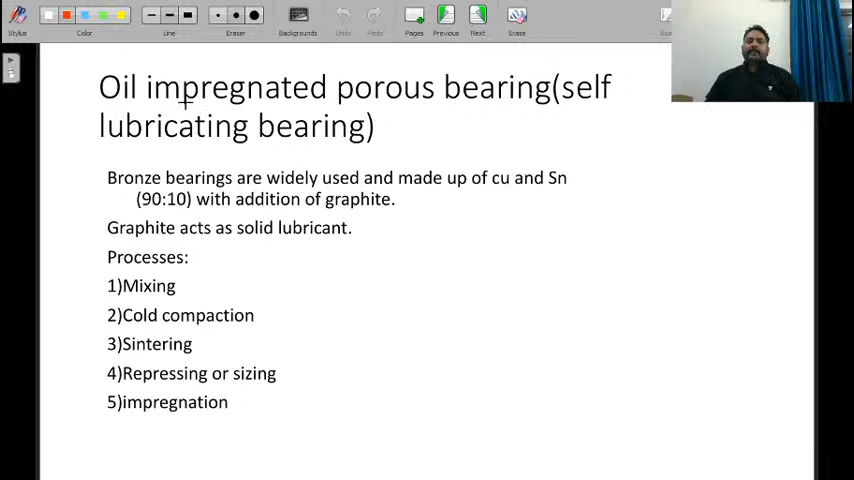 Stylus
Color
Line
Eraser
Backgrounds
Undo
Redo
Pages
Previous
Next
Erase
Oil impregnated porous bearing(self
lubricating bearing)
Bronze bearings are widely used and made up of cu and Sn
(90:10) with addition of graphite.
Graphite acts as solid lubricant.
Processes:
1)Mixing
2)Cold compaction
3)Sintering
4)Repressing or sizing
5)impregnation